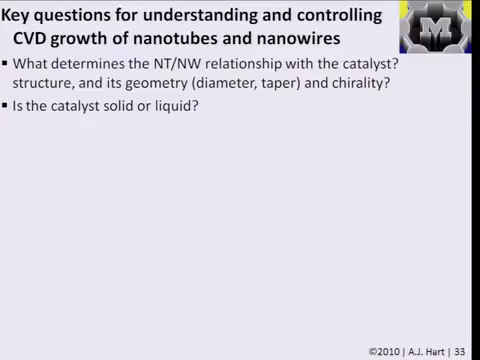 Key questions for understanding and controlling
CVD growth of nanotubes and nanowires
M
▪ What determines the NT/NW relationship with the catalyst?
structure, and its geometry (diameter, taper) and chirality?
▪ Is the catalyst solid or liquid?
©2010 | A.J. Hart | 33